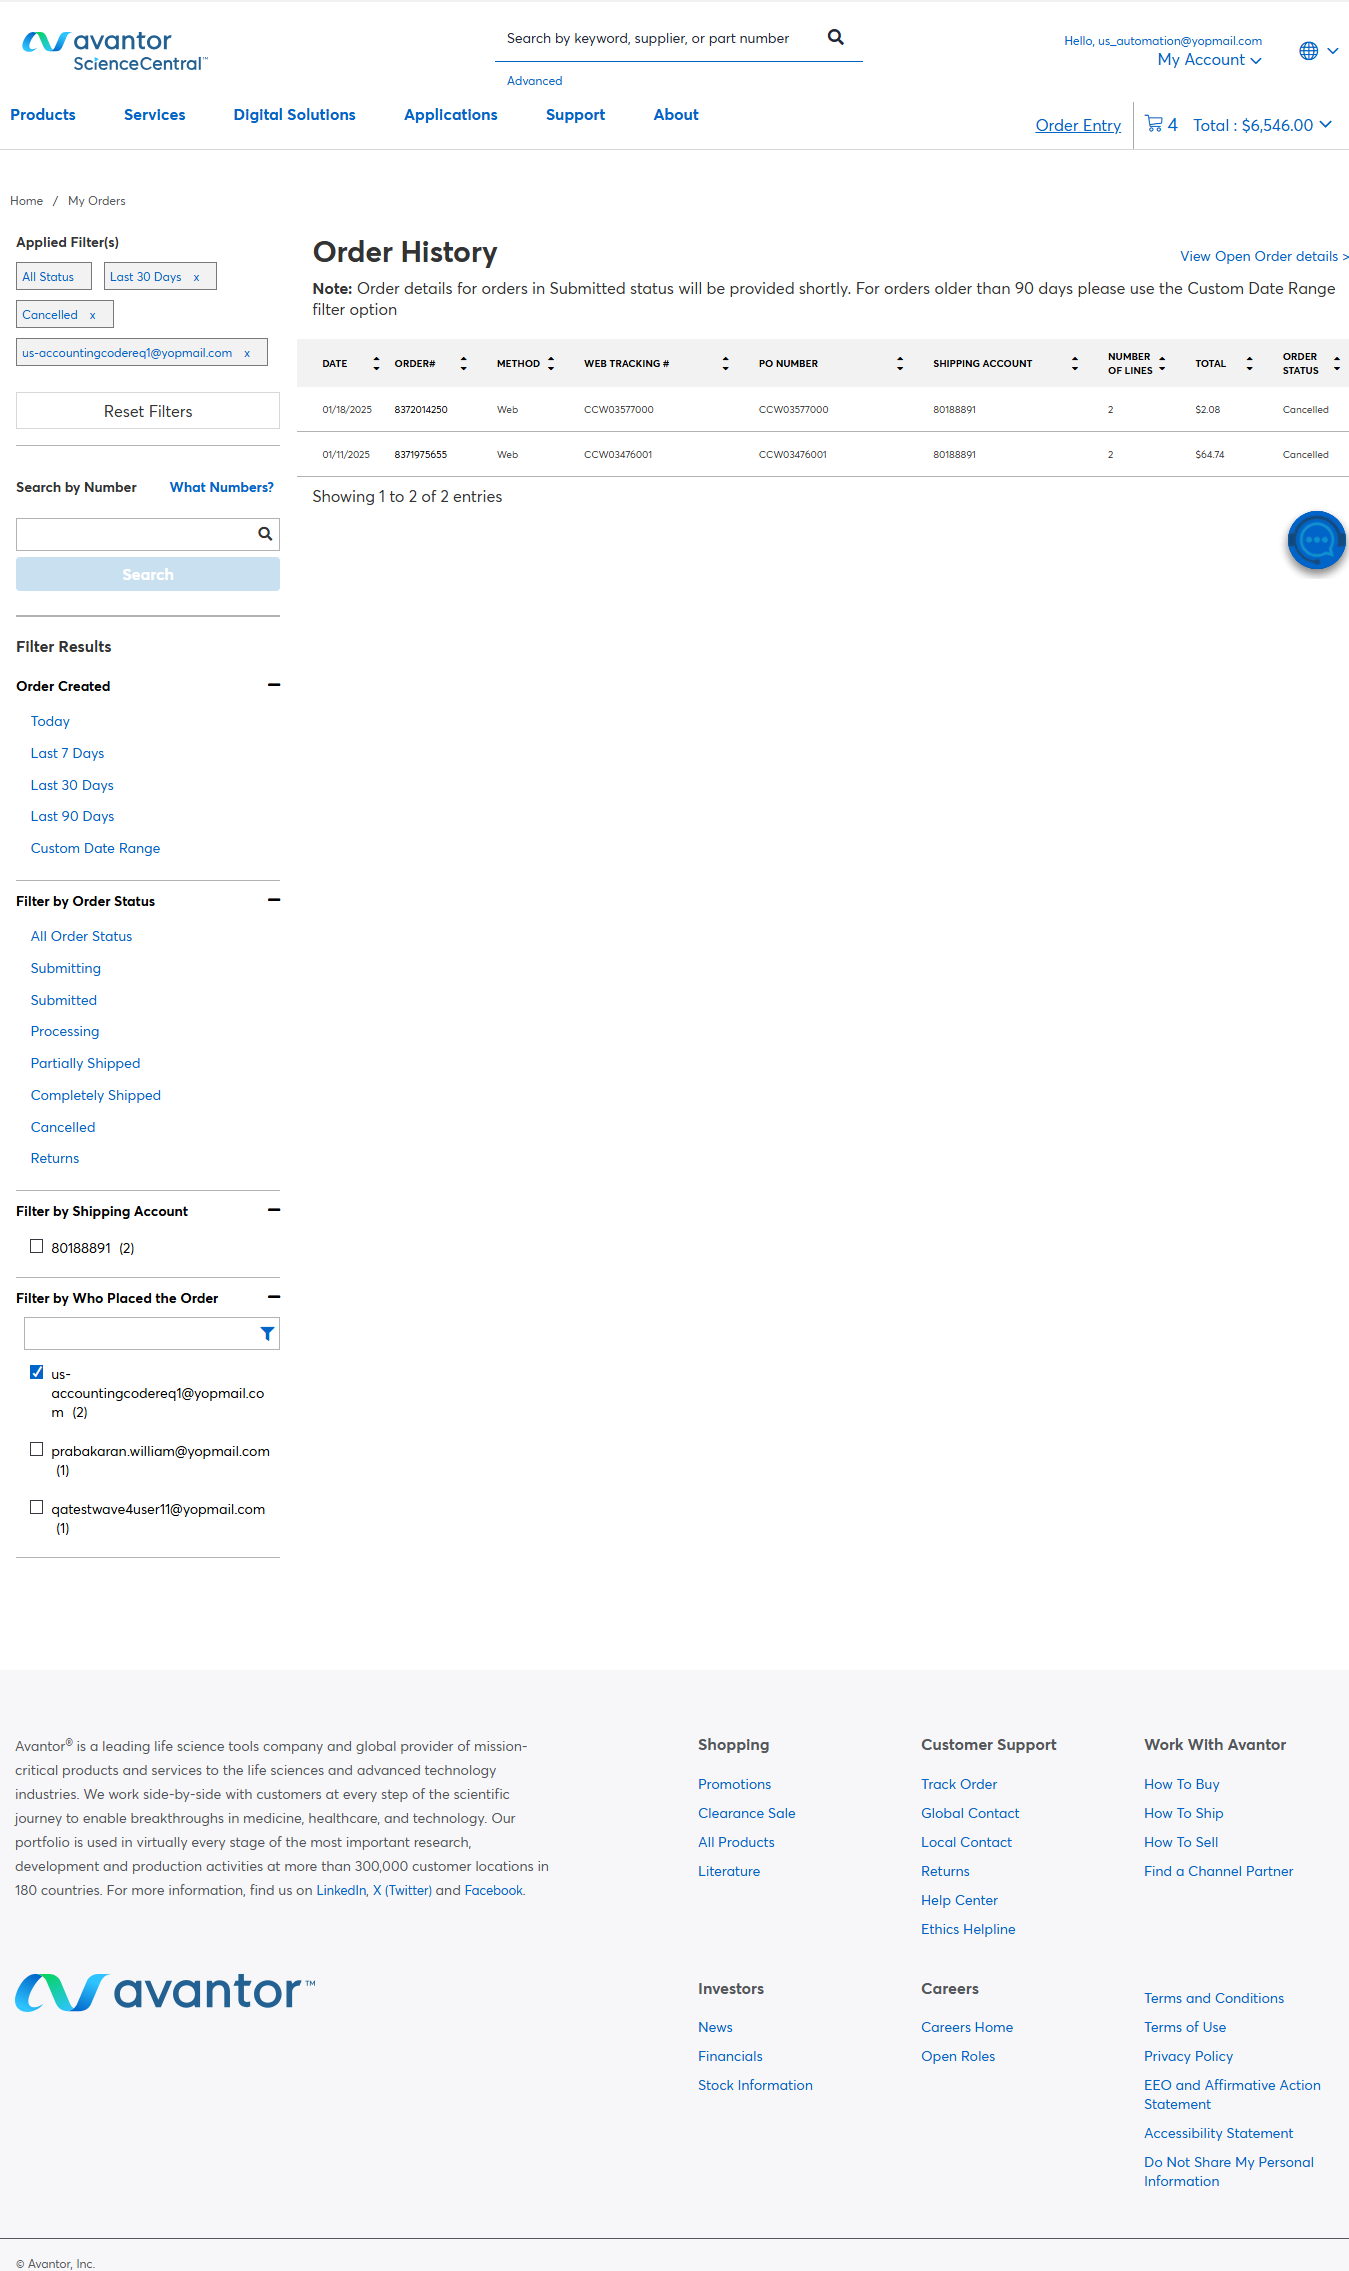 avantor
ScienceCentral™
Search by keyword, supplier, or part number
Advanced
Hello, us_automation@yopmail.com
My Account
Products
Services
Digital Solutions
Applications
Support
About
Order Entry
4
Total : $6,546.00
Home / My Orders
Applied Filter(s)
All Status
Last 30 Days x
Cancelled x
us-accountingcodereq1@yopmail.com x
Reset Filters
Search by Number
What Numbers?
Search
Filter Results
Order Created
Today
Last 7 Days
Last 30 Days
Last 90 Days
Custom Date Range
Filter by Order Status
All Order Status
Submitting
Submitted
Processing
Partially Shipped
Completely Shipped
Cancelled
Returns
Filter by Shipping Account
80188891 (2)
Filter by Who Placed the Order
us-
accountingcodereq1@yopmail.co
m (2)
prabakaran.william@yopmail.com
(1)
qatestwave4user11@yopmail.com
(1)
Order History
View Open Order details >
Note: Order details for orders in Submitted status will be provided shortly. For orders older than 90 days please use the Custom Date Range
filter option
DATE ORDER# METHOD WEB TRACKING # PO NUMBER SHIPPING ACCOUNT NUMBER OF LINES TOTAL ORDER STATUS
01/18/2025 8372014250 Web CCW03577000 CCW03577000 80188891 2 $2.08 Cancelled
01/11/2025 8371975655 Web CCW03476001 CCW03476001 80188891 2 $64.74 Cancelled
Showing 1 to 2 of 2 entries
Avantor® is a leading life science tools company and global provider of mission-
critical products and services to the life sciences and advanced technology
industries. We work side-by-side with customers at every step of the scientific
journey to enable breakthroughs in medicine, healthcare, and technology. Our
portfolio is used in virtually every stage of the most important research,
development and production activities at more than 300,000 customer locations in
180 countries. For more information, find us on LinkedIn, X (Twitter) and Facebook.
avantor™
Shopping
Promotions
Clearance Sale
All Products
Literature
Customer Support
Track Order
Global Contact
Local Contact
Returns
Help Center
Ethics Helpline
Work With Avantor
How To Buy
How To Ship
How To Sell
Find a Channel Partner
Investors
News
Financials
Stock Information
Careers
Careers Home
Open Roles
Terms and Conditions
Terms of Use
Privacy Policy
EEO and Affirmative Action
Statement
Accessibility Statement
Do Not Share My Personal
Information
© Avantor, Inc.